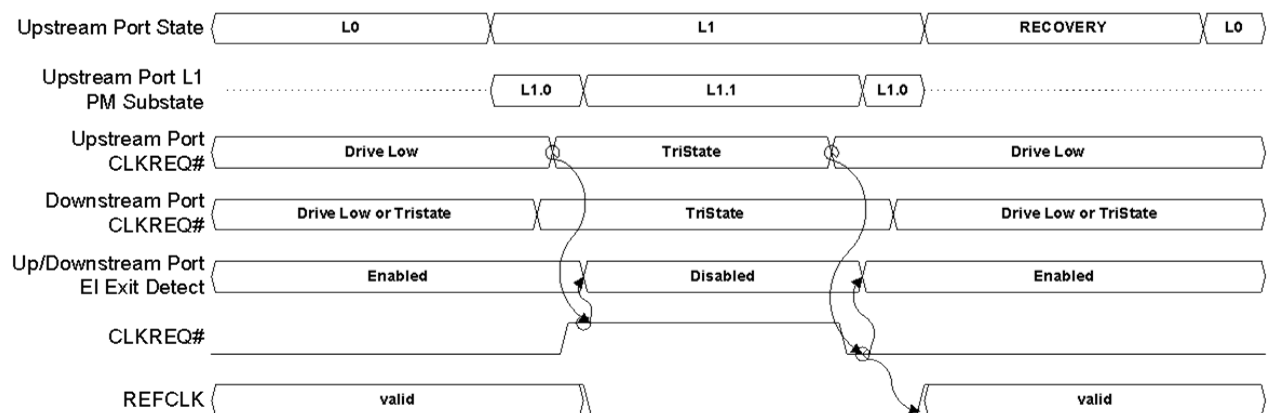 Upstream Port State L0 L1 RECOVERY L0
Upstream Port L1
PM Substate L1.0 L1.1 L1.0
Upstream Port
CLKREQ# Drive Low TriState Drive Low
Downstream Port
CLKREQ# Drive Low or Tristate TriState Drive Low or TriState
Up/Downstream Port
EI Exit Detect Enabled Disabled Enabled
CLKREQ#
REFCLK valid valid